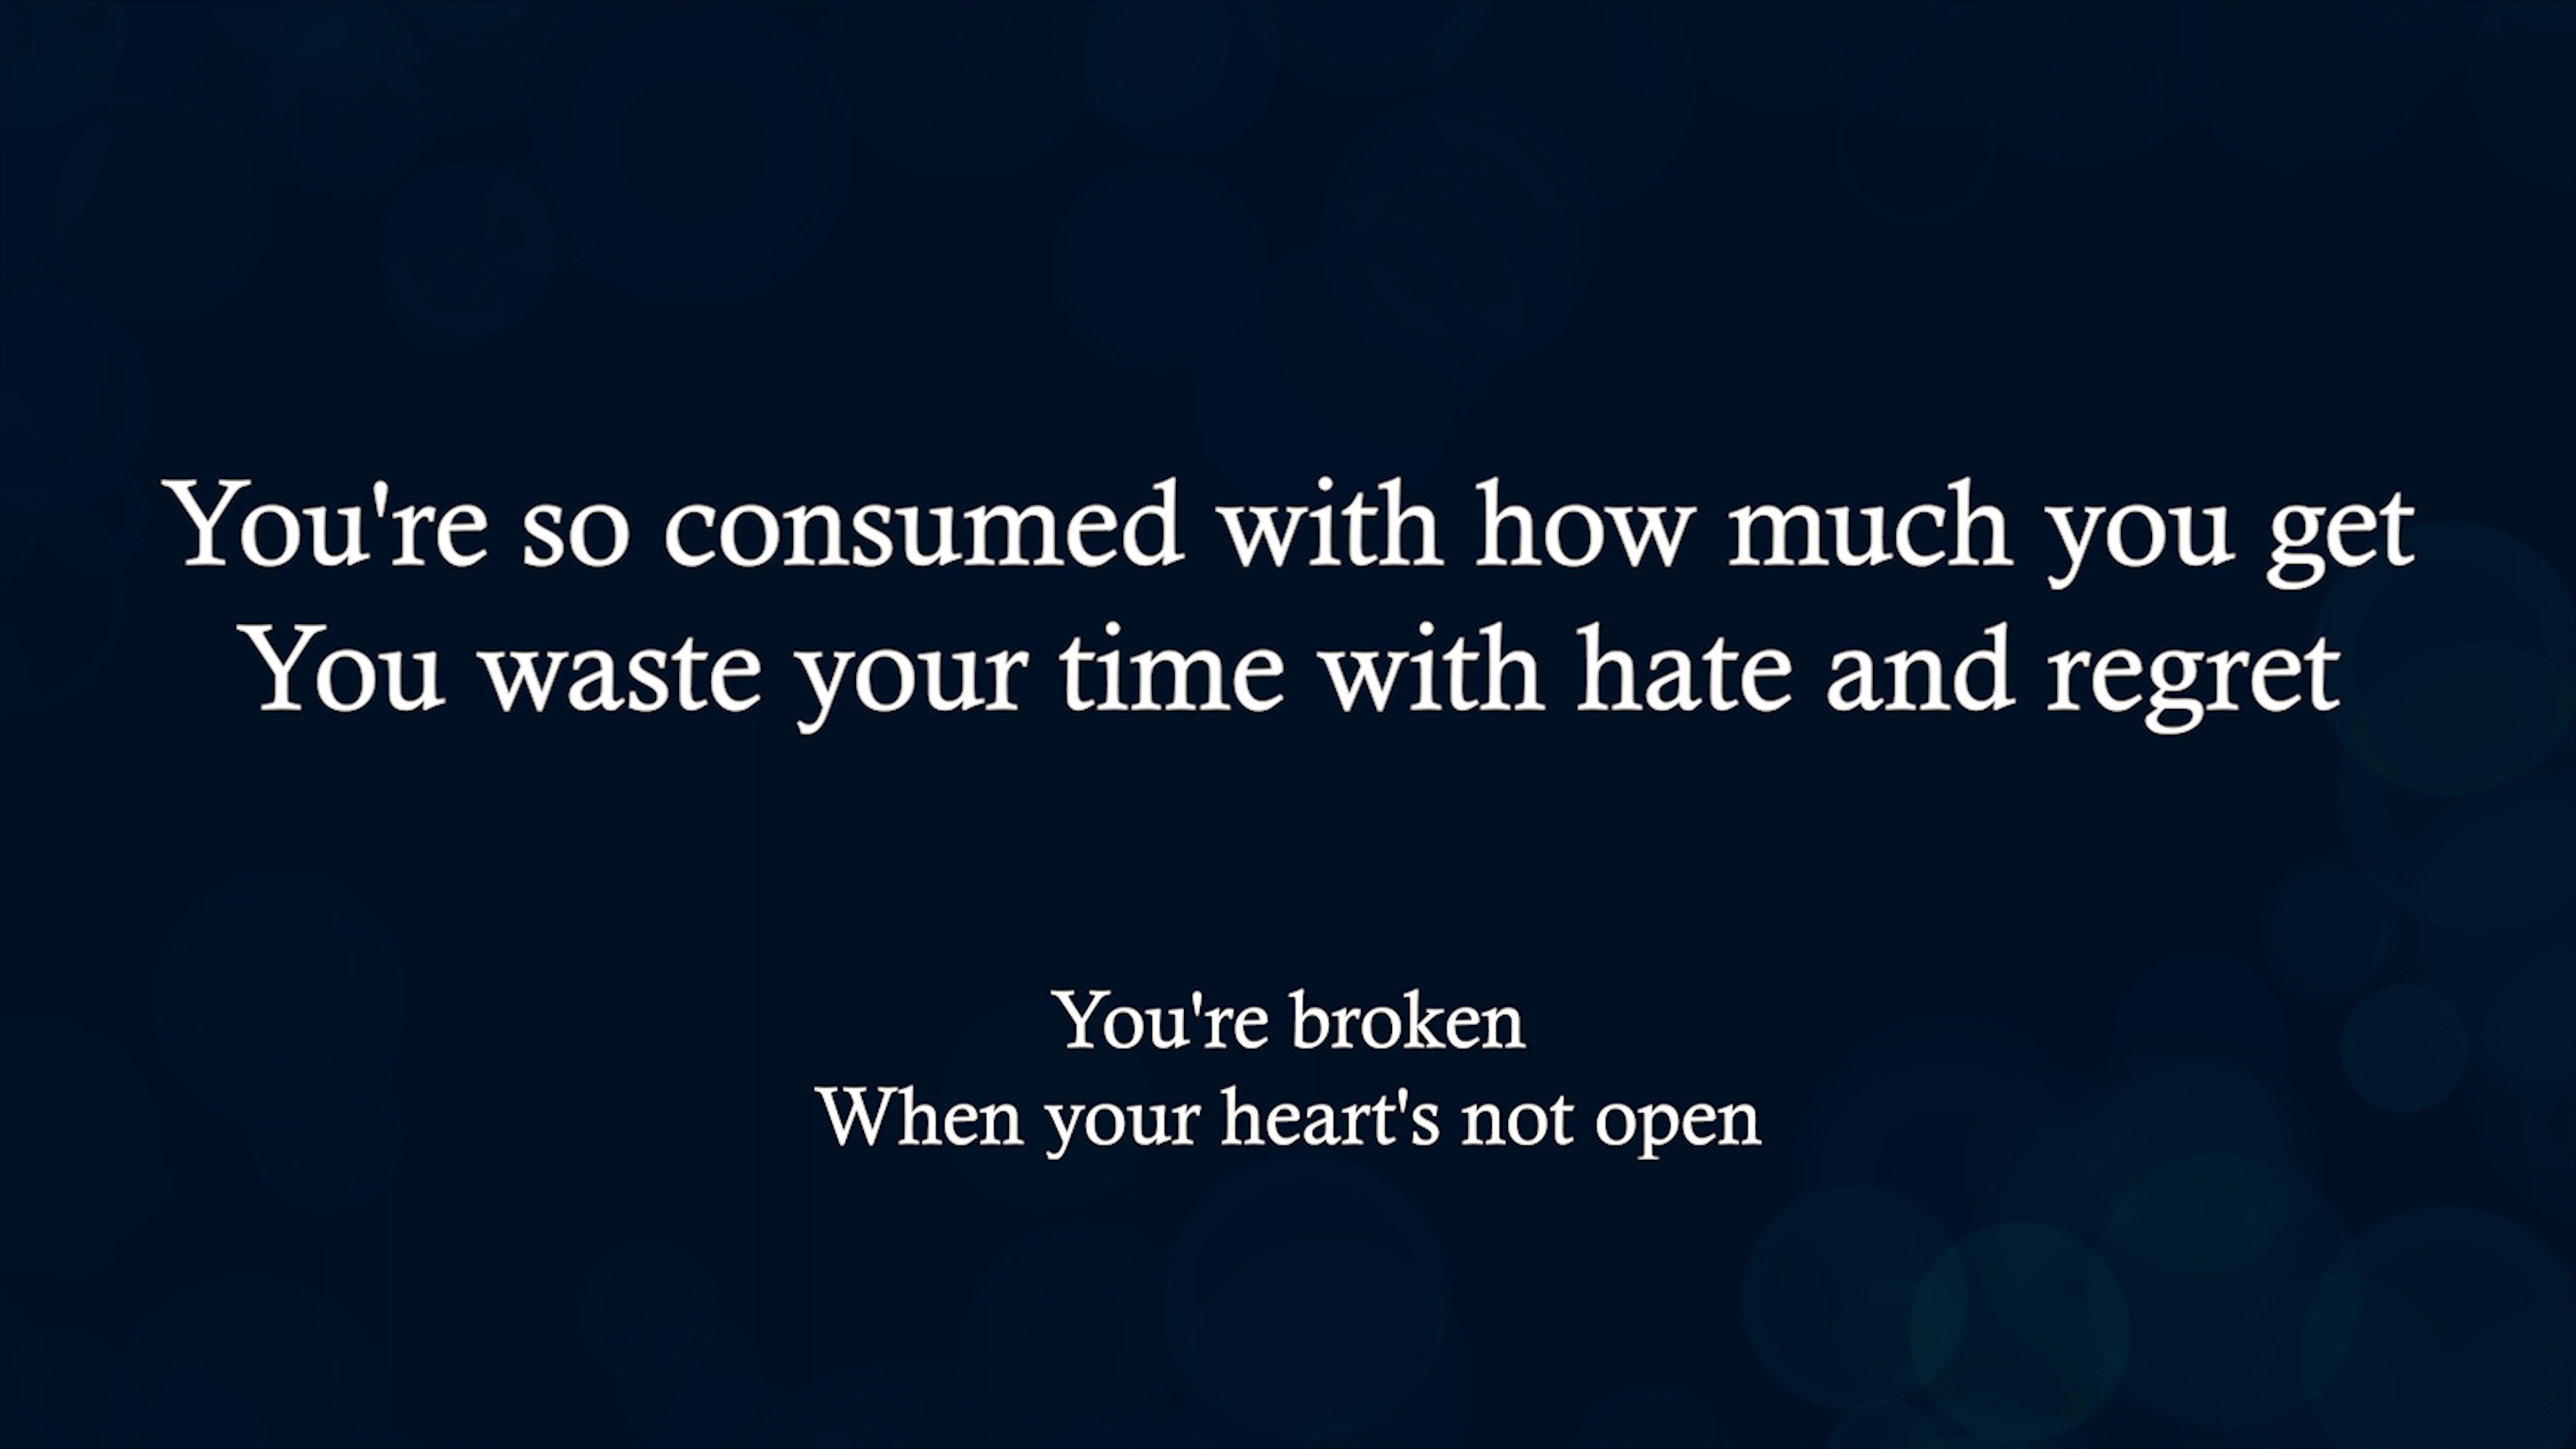 You're so consumed with how much you get
You waste your time with hate and regret
You're broken
When your heart's not open